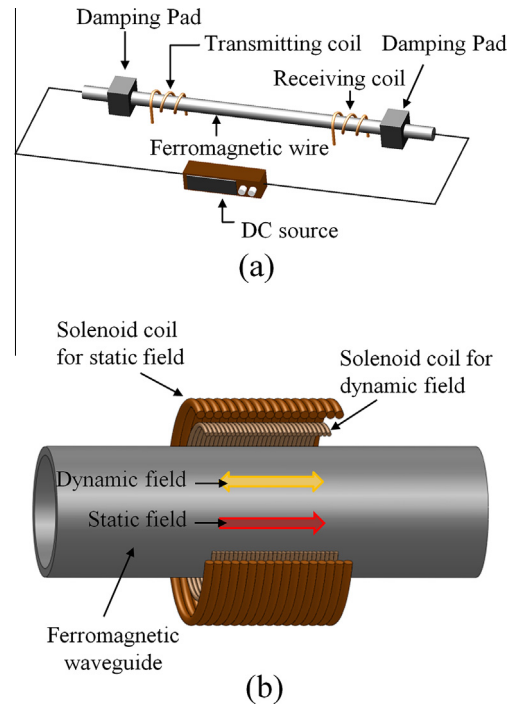 Damping Pad
Transmitting coil
Damping Pad
Receiving coil
Ferromagnetic wire
DC source
(a)
Solenoid coil
for static field
Solenoid coil for
dynamic field
Dynamic field
Static field
Ferromagnetic
waveguide
(b)